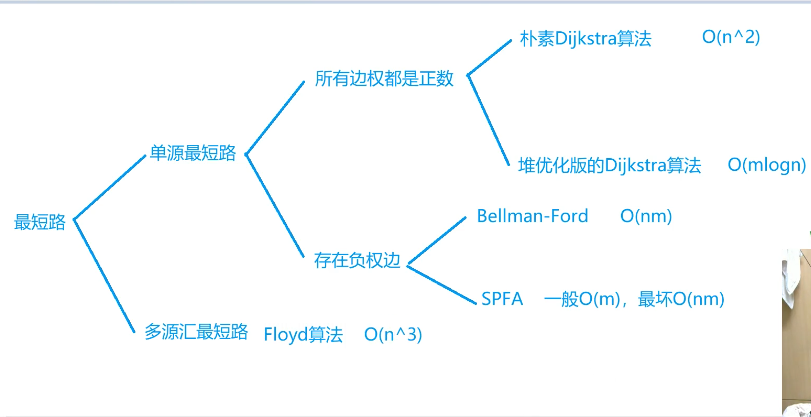 朴素Dijkstra算法 O(n^2)
所有边权都是正数
单源最短路
堆优化版的Dijkstra算法 O(mlogn)
最短路
Bellman-Ford O(nm)
存在负权边
SPFA 一般O(m)，最坏O(nm)
多源汇最短路 Floyd算法 O(n^3)